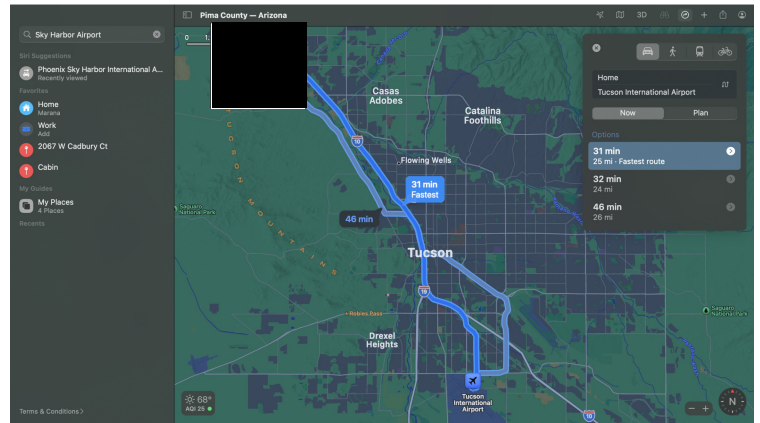 Pima County — Arizona
3D
Sky Harbor Airport
Siri Suggestions
Phoenix Sky Harbor International A...
Recently viewed
Favorites
Home
Marana
Work
Add
2067 W Cadbury Ct
Cabin
My Guides
My Places
4 Places
Recents
Terms & Conditions >
0
Casas
Adobes
Catalina
Foothills
10
Flowing Wells
31 min
Fastest
46 min
Saguaro
National Park
Tucson
10
Robles Pass
Drexel
Heights
Tucson
International
Airport
10
Saguaro
National Park
68°
AQI 25
N
Home
Tucson International Airport
Now
Plan
Options
31 min
25 mi · Fastest route
32 min
24 mi
46 min
26 mi